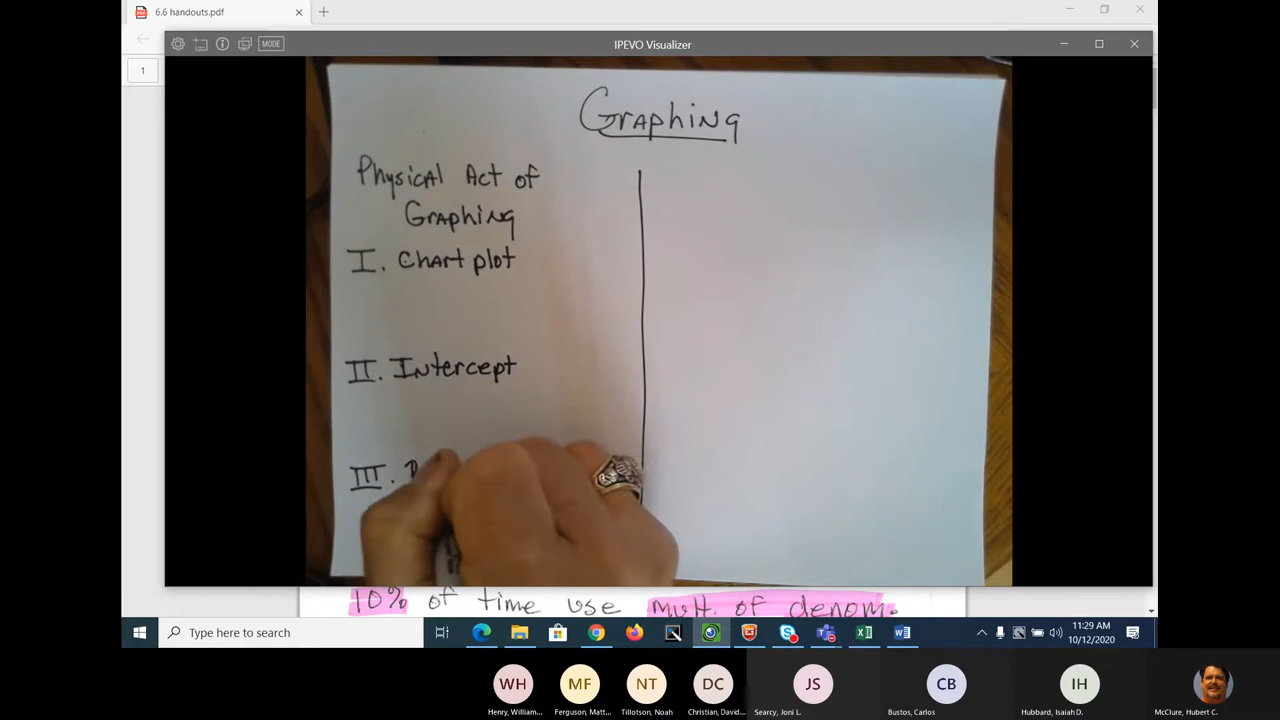 6.6 handouts.pdf
IPEVO Visualizer
MODE
1
Graphing
Physical Act of
Graphing
I. Chart plot
II. Intercept
III.
10% of time use mult. of denom.
Type here to search
11:29 AM
10/12/2020
WH
MF
NT
DC
JS
CB
IH
Henry, William...
Ferguson, Matt...
Tillotson, Noah
Christian, David...
Searcy, Joni L.
Bustos, Carlos
Hubbard, Isaiah D.
McClure, Hubert C.